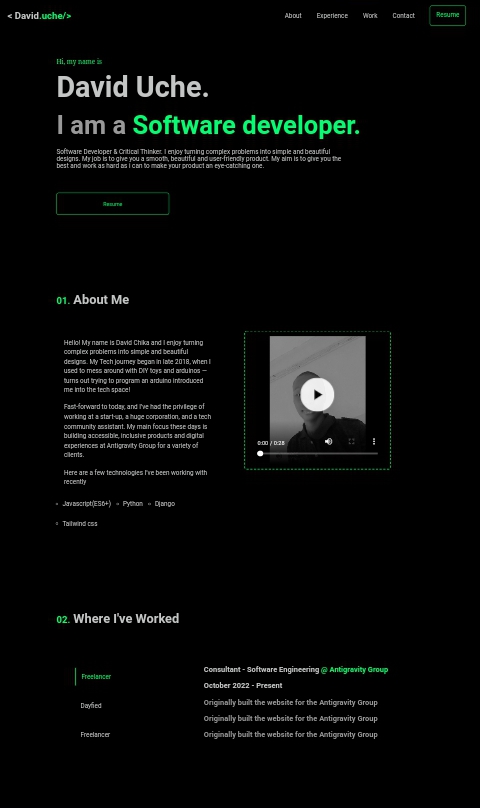 < David.uche/>
About Experience Work Contact Resume
Hi, my name is
David Uche.
I am a Software developer.
Software Developer & Critical Thinker. I enjoy turning complex problems into simple and beautiful
designs. My job is to give you a smooth, beautiful and user-friendly product. My aim is to give you the
best and work as hard as i can to make your product an eye-catching one.
Resume
01. About Me
Hello! My name is David Chika and I enjoy turning
complex problems into simple and beautiful
designs. My Tech journey began in late 2018, when I
used to mess around with DIY toys and arduinos —
turns out trying to program an arduino introduced
me into the tech space!
Fast-forward to today, and I've had the privilege of
working at a start-up, a huge corporation, and a tech
community assistant. My main focus these days is
building accessible, inclusive products and digital
experiences at Antigravity Group for a variety of
clients.
Here are a few technologies I've been working with
recently
Javascript(ES6+) Python Django
Tailwind css
0:00 / 0:28
02. Where I've Worked
Freelancer
Dayfied
Freelancer
Consultant - Software Engineering @ Antigravity Group
October 2022 - Present
Originally built the website for the Antigravity Group
Originally built the website for the Antigravity Group
Originally built the website for the Antigravity Group